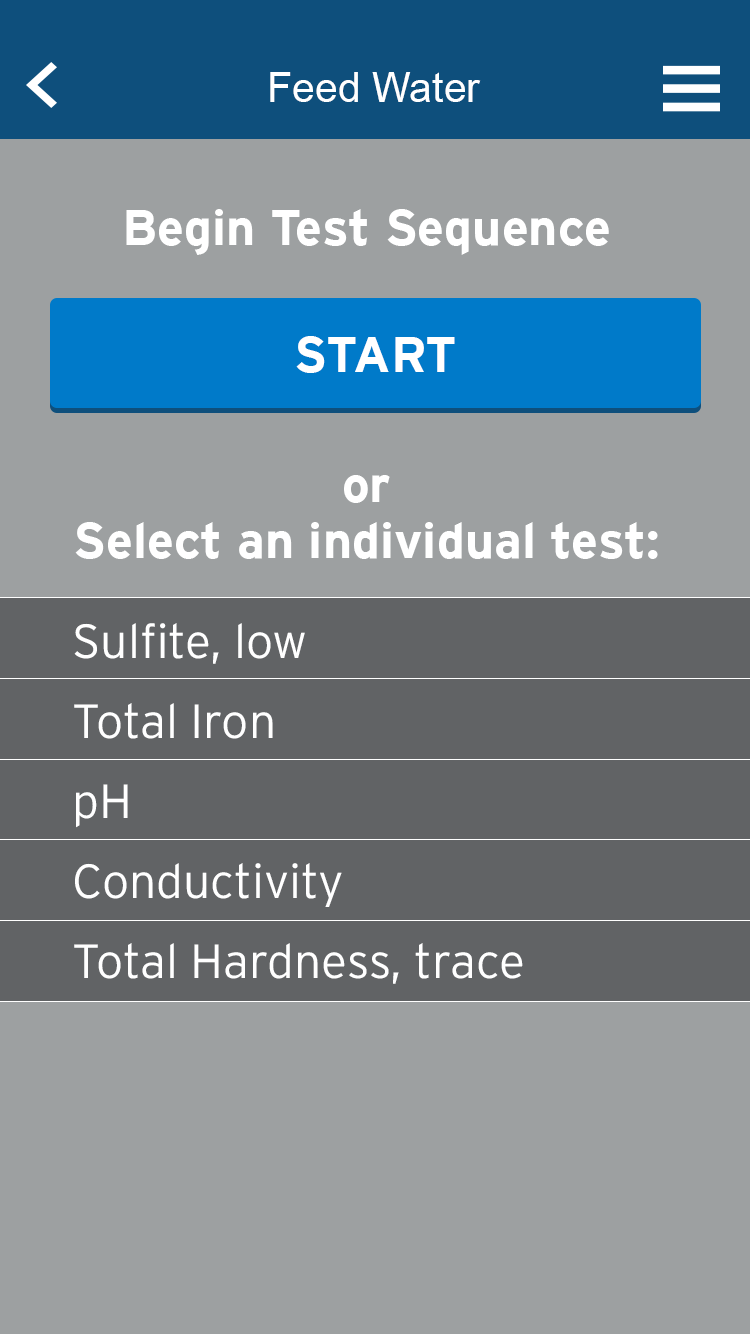 Feed Water
Begin Test Sequence
START
or
Select an individual test:
Sulfite, low
Total Iron
pH
Conductivity
Total Hardness, trace